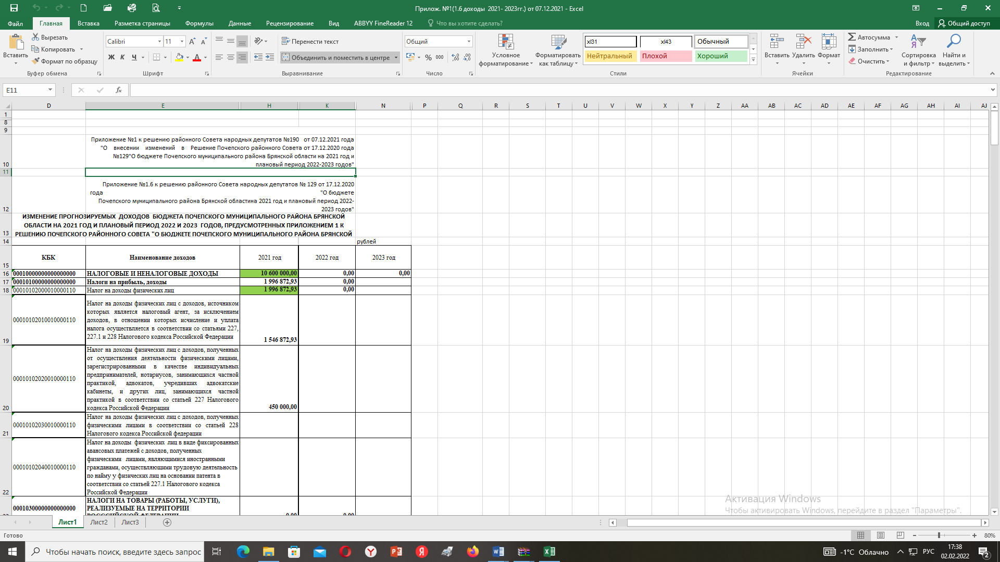 Прилож. №1(1.6 доходы 2021- 2023гг.) от 07.12.2021 - Excel
Файл Главная Вставка Разметка страницы Формулы Данные Рецензирование Вид ABBYY FineReader 12 Что вы хотите сделать? Вход Общий доступ
Вставить
Вырезать
Копировать
Формат по образцу
Буфер обмена
Calibri 11
Ж К Ч
Шрифт
Перенести текст
Объединить и поместить в центре
Выравнивание
Общий
% 000
Число
Условное форматирование
Форматировать как таблицу
xl31 xl43 Обычный
Нейтральный Плохой Хороший
Стили
Вставить Удалить Формат
Ячейки
Автосумма
Заполнить
Очистить
Сортировка и фильтр
Найти и выделить
Редактирование
E11 fx
D E H K N P Q R S T U V W X Y Z AA AB AC AD AE AF AG AH AI AJ
1
8
9
Приложение №1 к решению районного Совета народных депутатов №190 от 07.12.2021 года
"О внесении изменений в Решение Почепского районного Совета от 17.12.2020 года
№129"О бюджете Почепского муниципального района Брянской области на 2021 год и
10 плановый период 2022-2023 годов"
11
Приложение №1.6 к решению районного Совета народных депутатов № 129 от 17.12.2020
года "О бюджете
Почепского муниципального района Брянской областина 2021 год и плановый период 2022-
12 2023 годов"
ИЗМЕНЕНИЕ ПРОГНОЗИРУЕМЫХ ДОХОДОВ БЮДЖЕТА ПОЧЕПСКОГО МУНИЦИПАЛЬНОГО РАЙОНА БРЯНСКОЙ
ОБЛАСТИ НА 2021 ГОД И ПЛАНОВЫЙ ПЕРИОД 2022 И 2023 ГОДОВ, ПРЕДУСМОТРЕННЫХ ПРИЛОЖЕНИЕМ 1 К
13 РЕШЕНИЮ ПОЧЕПСКОГО РАЙОННОГО СОВЕТА "О БЮДЖЕТЕ ПОЧЕПСКОГО МУНИЦИПАЛЬНОГО РАЙОНА БРЯНСКОЙ
14 рублей
15 КБК Наименование доходов 2021 год 2022 год 2023 год
16 00010000000000000000 НАЛОГОВЫЕ И НЕНАЛОГОВЫЕ ДОХОДЫ 10 600 000,00 0,00 0,00
17 00010100000000000000 Налоги на прибыль, доходы 1 996 872,93 0,00
18 00010102000010000110 Налог на доходы физических лиц 1 996 872,93 0,00
Налог на доходы физических лиц с доходов, источником
которых является налоговый агент, за исключением
00010102010010000110 доходов, в отношении которых исчисление и уплата
налога осуществляется в соответствии со статьями 227,
227.1 и 228 Налогового кодекса Российской Федерации
19 1 546 872,93
Налог на доходы физических лиц с доходов, полученных
от осуществления деятельности физическими лицами,
зарегистрированными в качестве индивидуальных
предпринимателей, нотариусов, занимающихся частной
00010102020010000110 практикой, адвокатов, учредивших адвокатские
кабинеты, и других лиц, занимающихся частной
практикой в соответствии со статьей 227 Налогового
20 кодекса Российской Федерации 450 000,00
Налог на доходы физических лиц с доходов, полученных
00010102030010000110 физическими лицами в соответствии со статьей 228
21 Налогового кодекса Российской федерации
Налог на доходы физических лиц в виде фиксированных
авансовых платежей с доходов, полученных
физическими лицами, являющимися иностранными
00010102040010000110 гражданами, осуществляющими трудовую деятельность
по найму у физических лиц на основании патента в
соответствии со статьей 227.1 Налогового кодекса
22 Российской Федерации
НАЛОГИ НА ТОВАРЫ (РАБОТЫ, УСЛУГИ),
00010300000000000000 РЕАЛИЗУЕМЫЕ НА ТЕРРИТОРИИ
Активация Windows
Чтобы активировать Windows, перейдите в раздел "Параметры".
Лист1 Лист2 Лист3
Готово 80%
Чтобы начать поиск, введите здесь запрос
-1°C Облачно РУС 17:38
02.02.2022
2